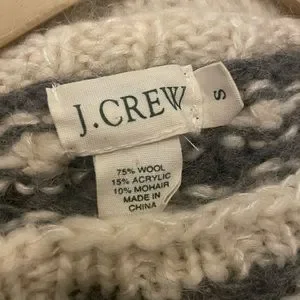 J.CREW
S
75% WOOL
15% ACRYLIC
10% MOHAIR
MADE IN
CHINA